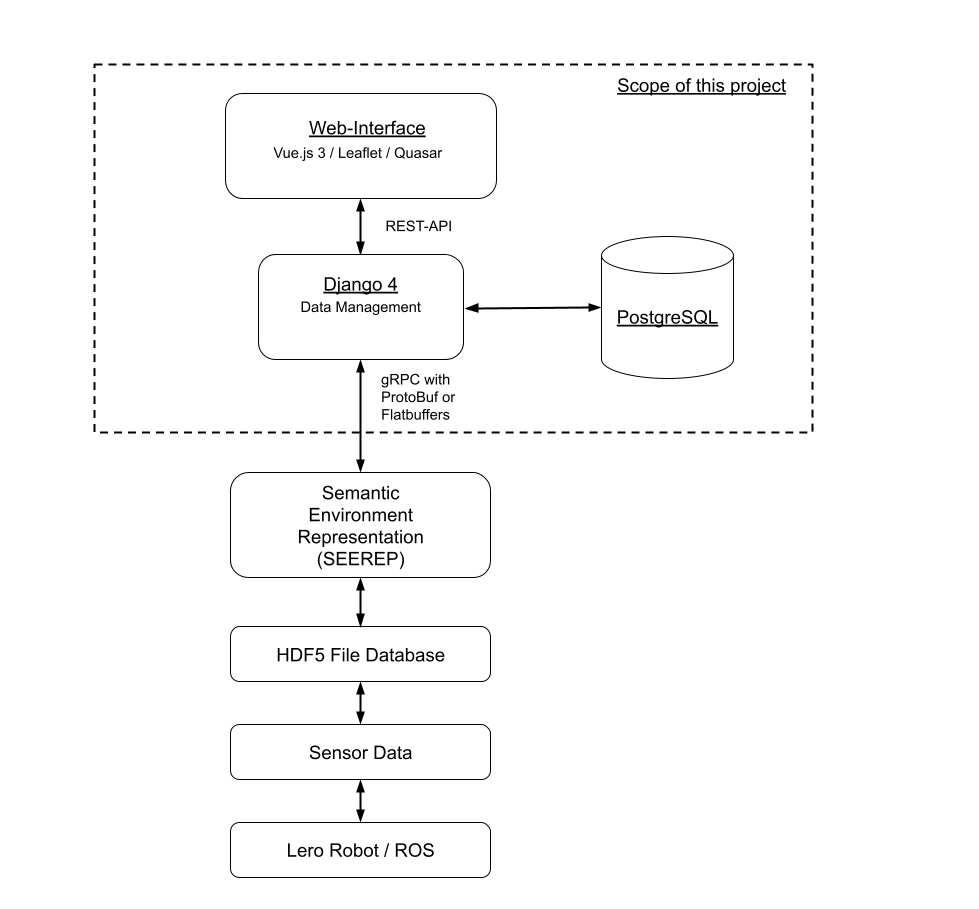 Scope of this project
Web-Interface
Vue.js 3 / Leaflet / Quasar
REST-API
Django 4
Data Management
PostgreSQL
gRPC with
ProtoBuf or
Flatbuffers
Semantic
Environment
Representation
(SEEREP)
HDF5 File Database
Sensor Data
Lero Robot / ROS